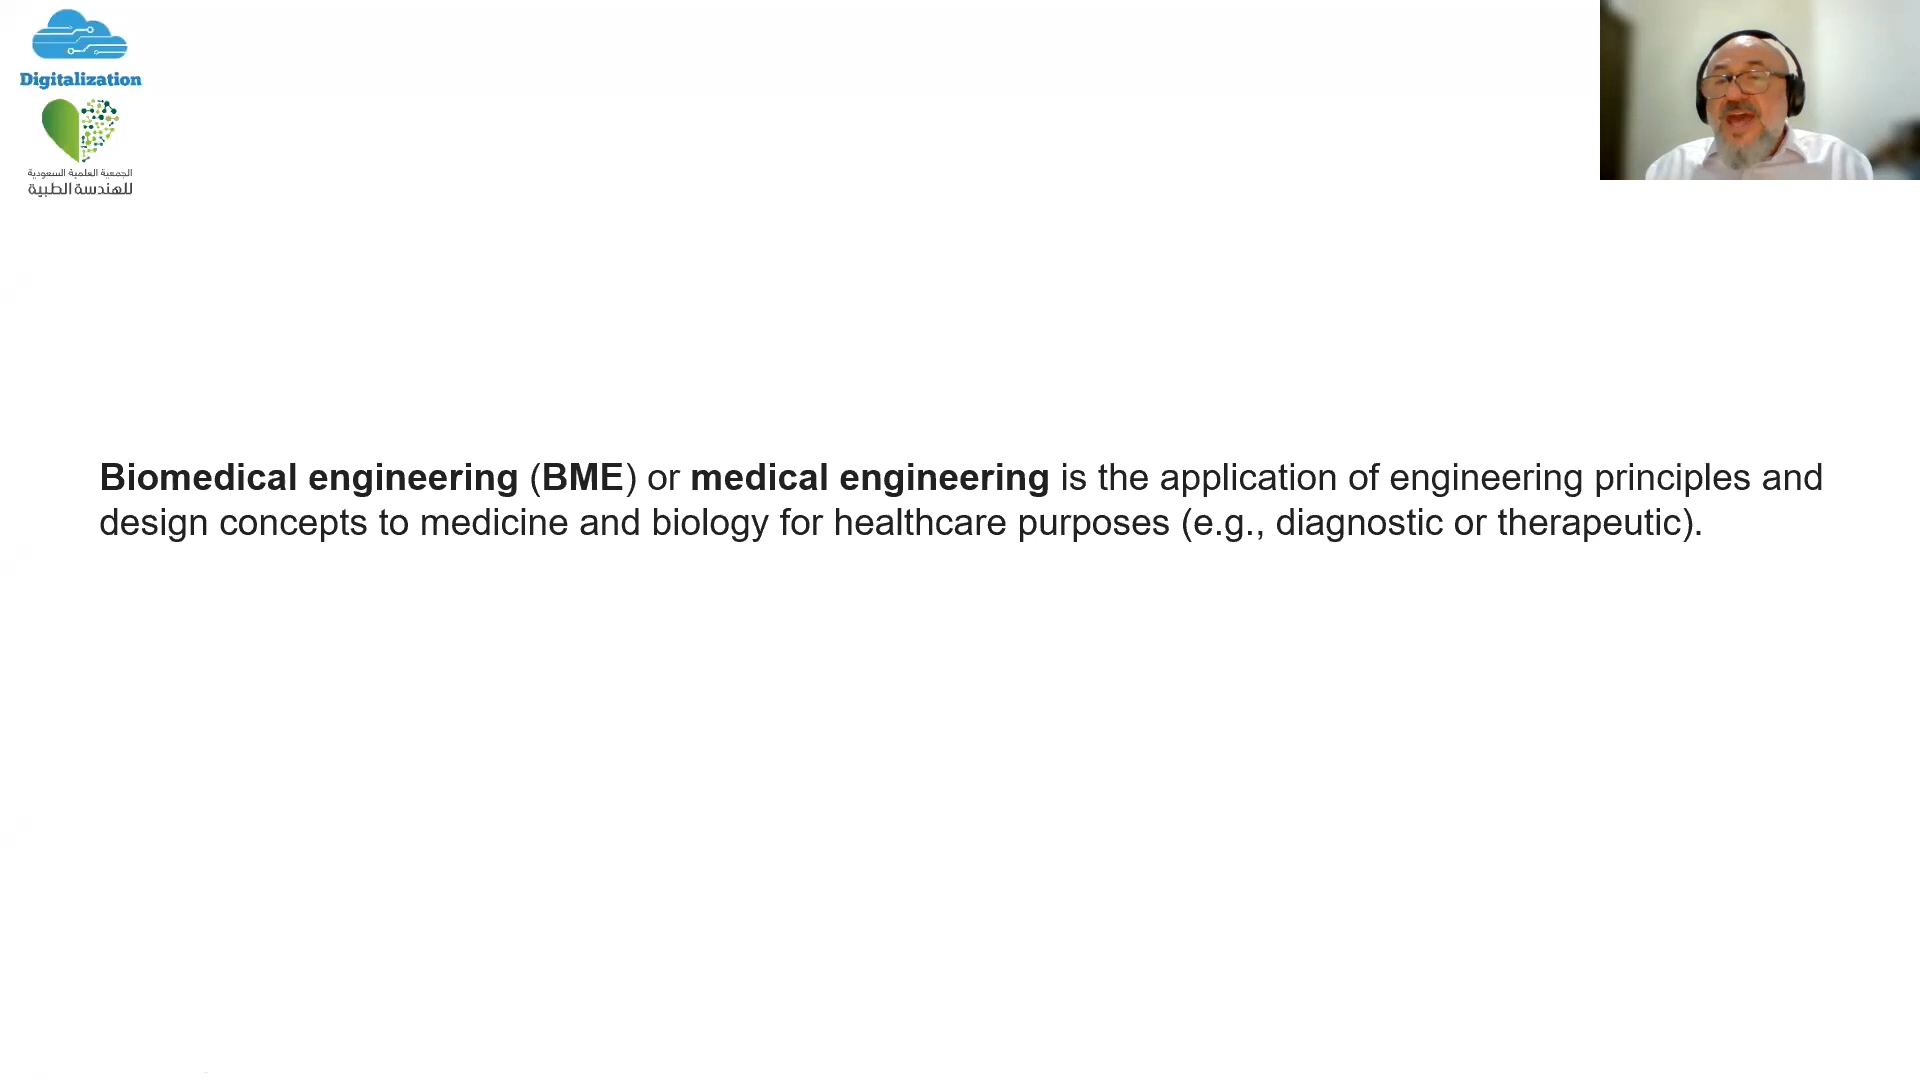 Digitalization
الجمعية العلمية السعودية
للهندسة الطبية
Biomedical engineering (BME) or medical engineering is the application of engineering principles and
design concepts to medicine and biology for healthcare purposes (e.g., diagnostic or therapeutic).